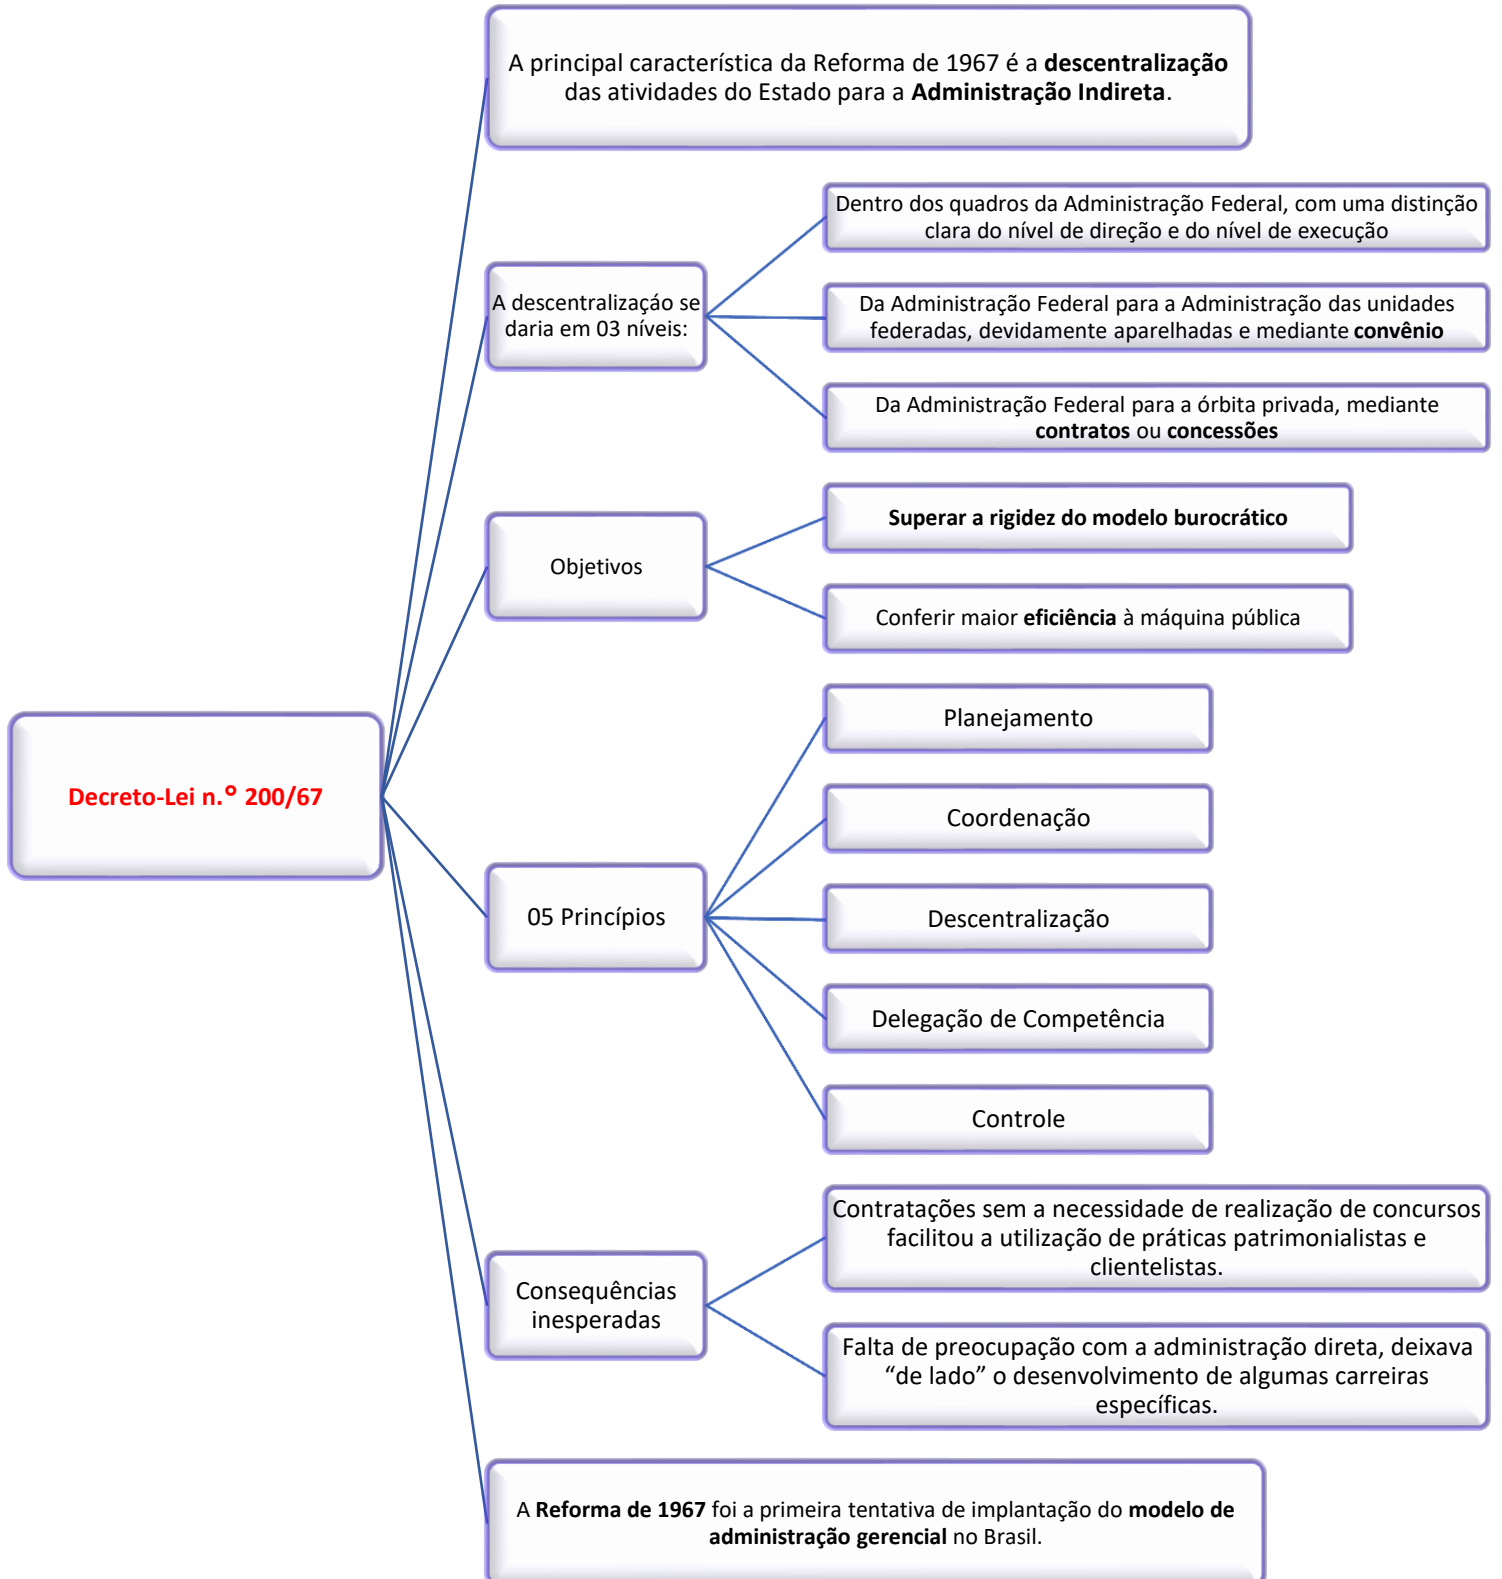 A principal característica da Reforma de 1967 é a descentralização
das atividades do Estado para a Administração Indireta.
A descentralizaçáo se
daria em 03 níveis:
Dentro dos quadros da Administração Federal, com uma distinção
clara do nível de direção e do nível de execução
Da Administração Federal para a Administração das unidades
federadas, devidamente aparelhadas e mediante convênio
Da Administração Federal para a órbita privada, mediante
contratos ou concessões
Objetivos
Superar a rigidez do modelo burocrático
Conferir maior eficiência à máquina pública
Decreto-Lei n.º 200/67
05 Princípios
Planejamento
Coordenação
Descentralização
Delegação de Competência
Controle
Consequências
inesperadas
Contratações sem a necessidade de realização de concursos
facilitou a utilização de práticas patrimonialistas e
clientelistas.
Falta de preocupação com a administração direta, deixava
“de lado” o desenvolvimento de algumas carreiras
específicas.
A Reforma de 1967 foi a primeira tentativa de implantação do modelo de
administração gerencial no Brasil.